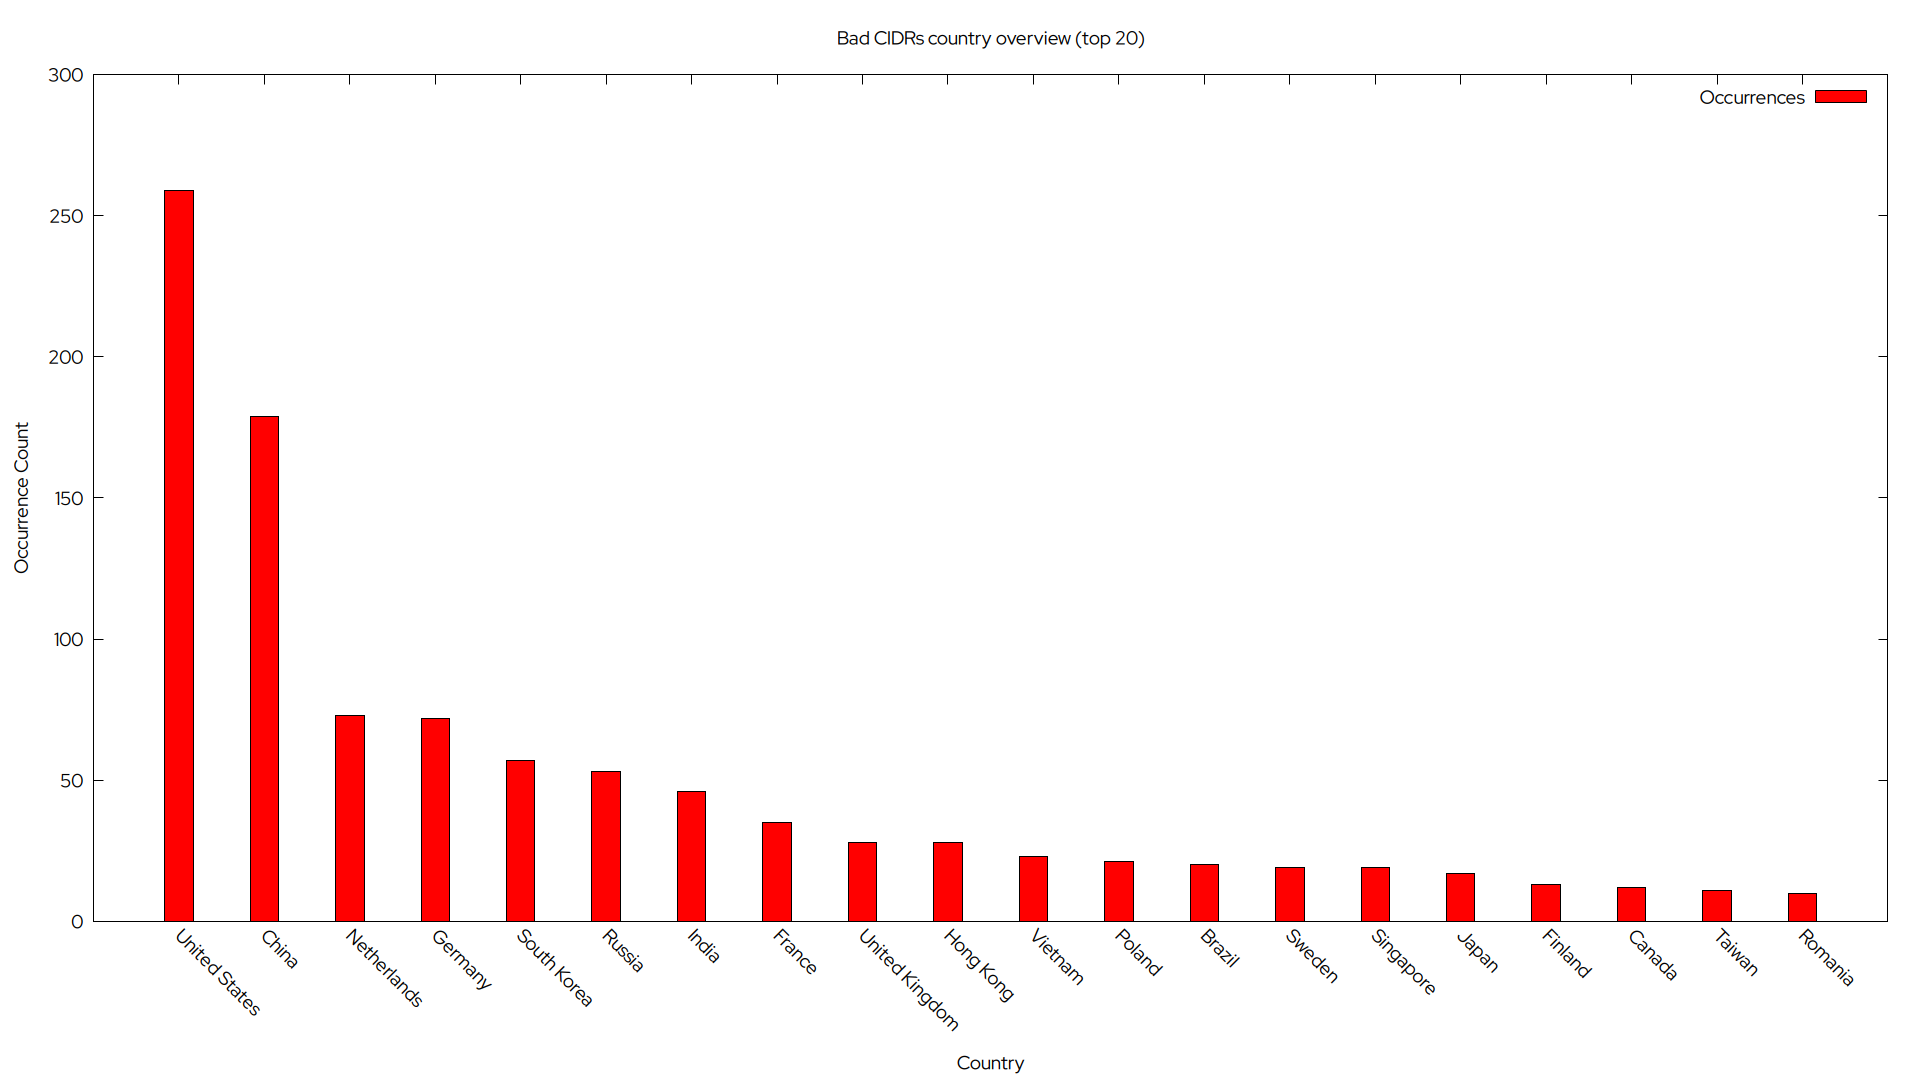 Bad CIDRs country overview (top 20)
300
Occurrences
250
200
150
100
50
0
Occurrence Count
United States
China
Netherlands
Germany
South Korea
Russia
India
France
United Kingdom
Hong Kong
Vietnam
Poland
Brazil
Sweden
Singapore
Japan
Finland
Canada
Taiwan
Romania
Country